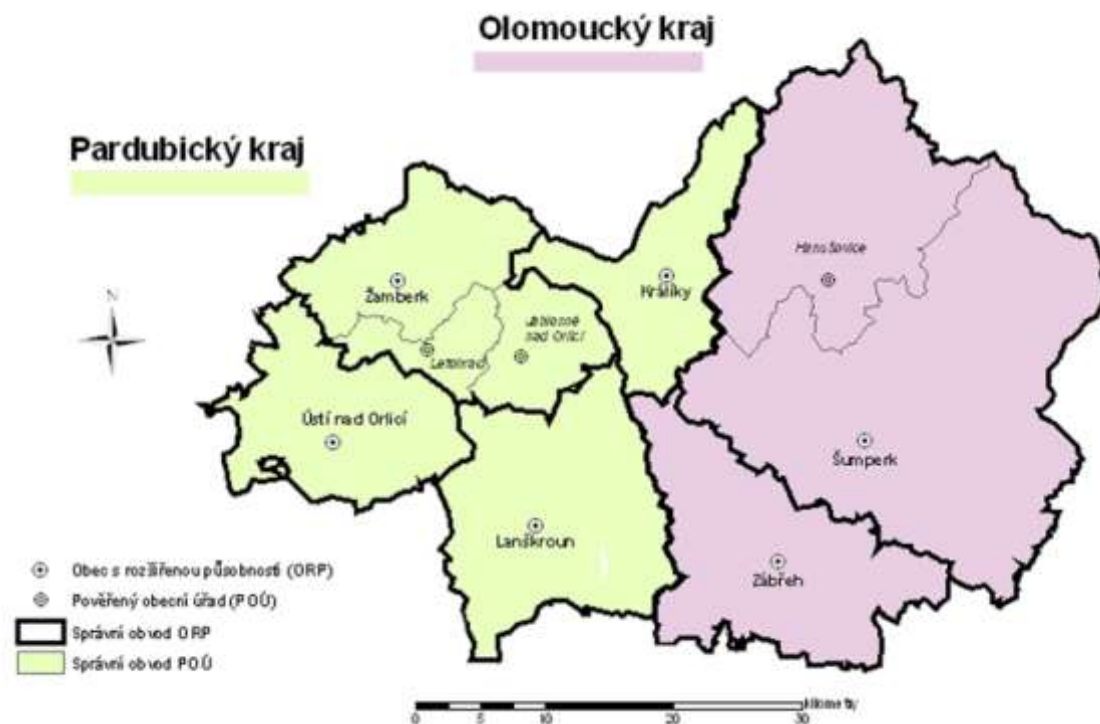 Olomoucký kraj
Pardubický kraj
N
Hanušovice
Žamberk
Králíky
Jablonné
nad Orlicí
Letohrad
Ústí nad Orlicí
Šumperk
Lanškroun
Zábřeh
Obec s rozšířenou působností (ORP)
Pověřený obecní úřad (POÚ)
Správní obvod ORP
Správní obvod POÚ
kilometry
0 5 10 20 30